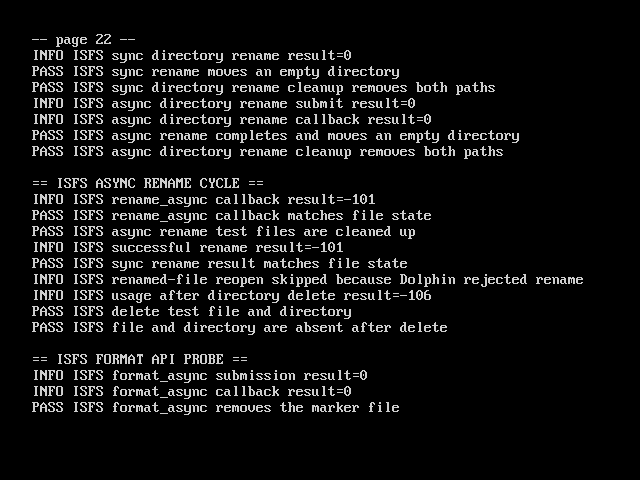 -- page 22 --
INFO ISFS sync directory rename result=0
PASS ISFS sync rename moves an empty directory
PASS ISFS sync directory rename cleanup removes both paths
INFO ISFS async directory rename submit result=0
INFO ISFS async directory rename callback result=0
PASS ISFS async rename completes and moves an empty directory
PASS ISFS async directory rename cleanup removes both paths
== ISFS ASYNC RENAME CYCLE ==
INFO ISFS rename_async callback result=-101
PASS ISFS rename_async callback matches file state
PASS ISFS async rename test files are cleaned up
INFO ISFS successful rename result=-101
PASS ISFS sync rename result matches file state
INFO ISFS renamed-file reopen skipped because Dolphin rejected rename
INFO ISFS usage after directory delete result=-106
PASS ISFS delete test file and directory
PASS ISFS file and directory are absent after delete
== ISFS FORMAT API PROBE ==
INFO ISFS format_async submission result=0
INFO ISFS format_async callback result=0
PASS ISFS format_async removes the marker file